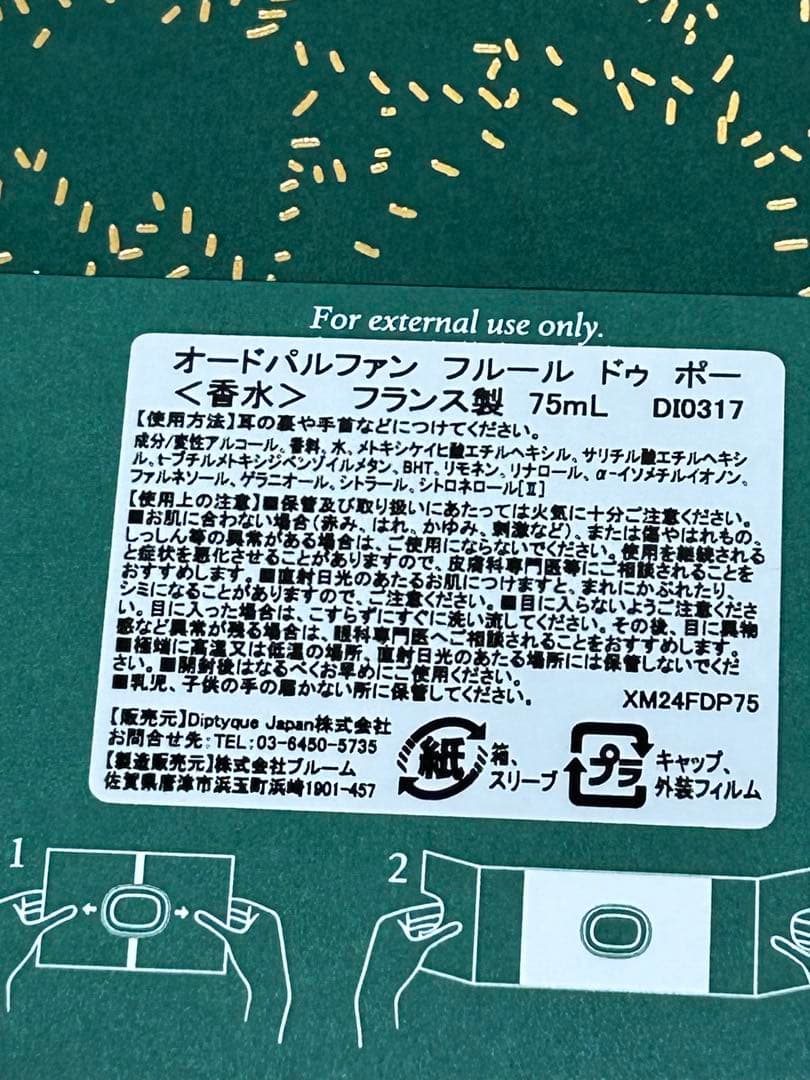 For external use only.
オードパルファン フルール ドゥ ポー
＜香水＞ フランス製 75mL DI0317
【使用方法】耳の裏や手首などにつけてください。
成分/変性アルコール、香料、水、メトキシケイヒ酸エチルヘキシル、サリチル酸エチルヘキシ
ル、t-ブチルメトキシジベンゾイルメタン、BHT、リモネン、リナロール、α-イソメチルイオノン、
ファルネソール、ゲラニオール、シトラール、シトロネロール[Ⅱ]
【使用上の注意】■保管及び取り扱いにあたっては火気に十分ご注意ください。
■お肌に合わない場合(赤み、はれ、かゆみ、刺激など)、または傷やはれもの、
しっしん等の異常がある場合は、ご使用にならないでください。使用を継続される
と症状を悪化させることがありますので、皮膚科専門医等にご相談されることを
おすすめします。■直射日光のあたるお肌につけますと、まれにかぶれたり、
シミになることがありますので、ご注意ください。■目に入らないようご注意くださ
い。目に入った場合は、こすらずにすぐに洗い流してください。その後、目に異物
感など異常が残る場合は、眼科専門医へご相談されることをおすすめします。
■極端に高温又は低温の場所、直射日光のあたる場所には保管しないでくだ
さい。■開封後はなるべくお早めにご使用ください。
■乳児、子供の手の届かない所に保管してください。 XM24FDP75
【販売元】Diptyque Japan株式会社
お問合せ先：TEL；03-6450-5735
【製造販売元】株式会社ブルーム
佐賀県唐津市浜玉町浜崎1901-457
紙 箱、
スリーブ
プラ キャップ、
外装フィルム
1
2